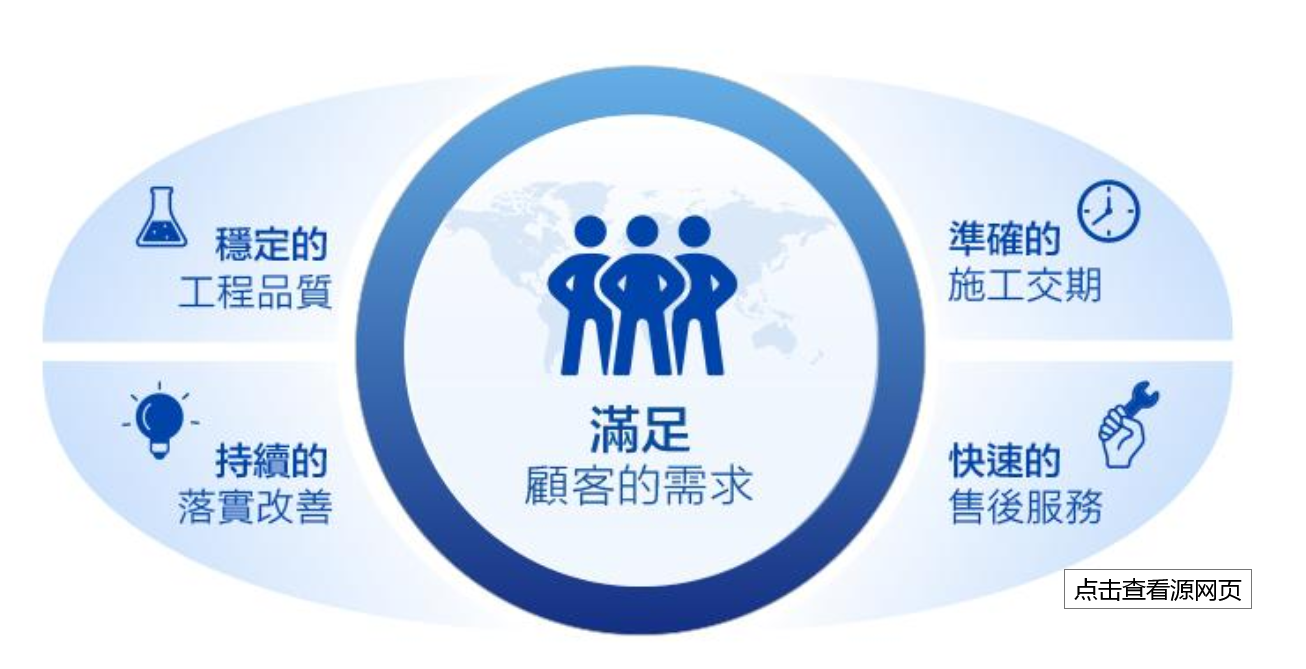 穩定的
工程品質
持續的
落實改善
滿足
顧客的需求
準確的
施工交期
快速的
售後服務
点击查看源网页